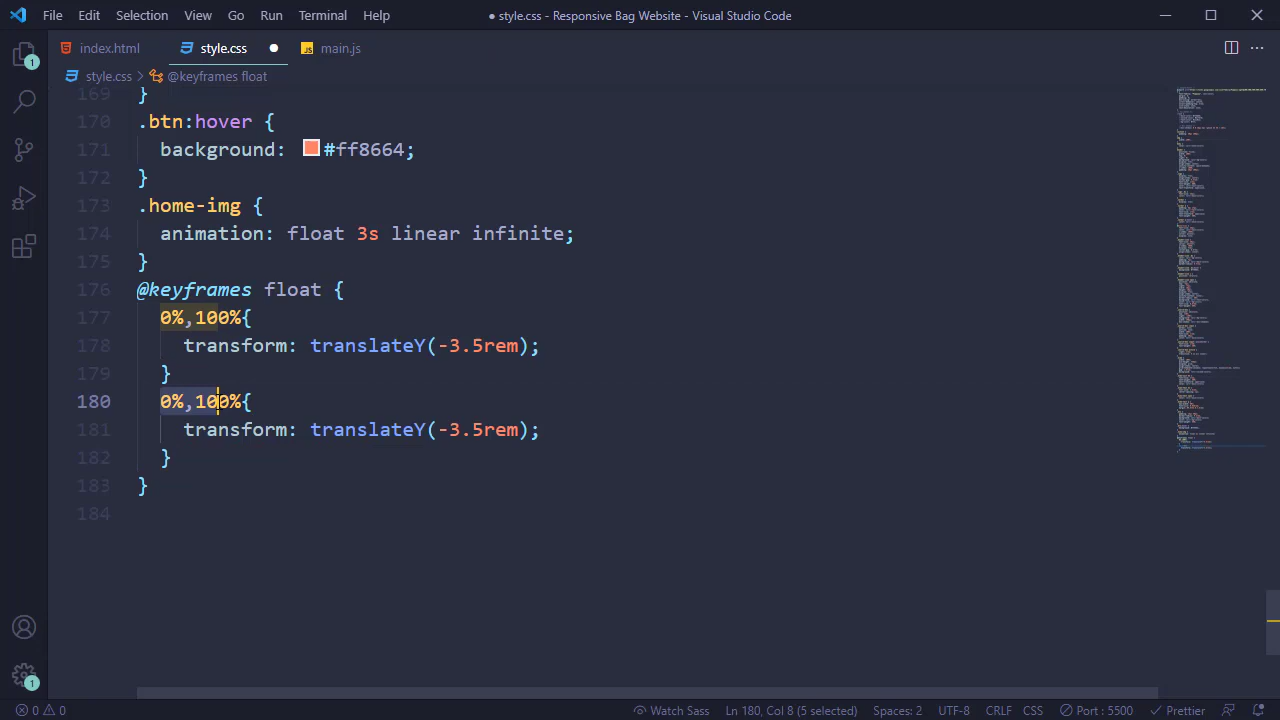 File Edit Selection View Go Run Terminal Help ● style.css - Responsive Bag Website - Visual Studio Code
index.html style.css main.js
style.css > @keyframes float
169 }
170 .btn:hover {
171 background: #ff8664;
172 }
173 .home-img {
174 animation: float 3s linear infinite;
175 }
176 @keyframes float {
177 0%,100%{
178 transform: translateY(-3.5rem);
179 }
180 0%,100%{
181 transform: translateY(-3.5rem);
182 }
183 }
184
1
1
0 0 Watch Sass Ln 180, Col 8 (5 selected) Spaces: 2 UTF-8 CRLF CSS Port : 5500 Prettier